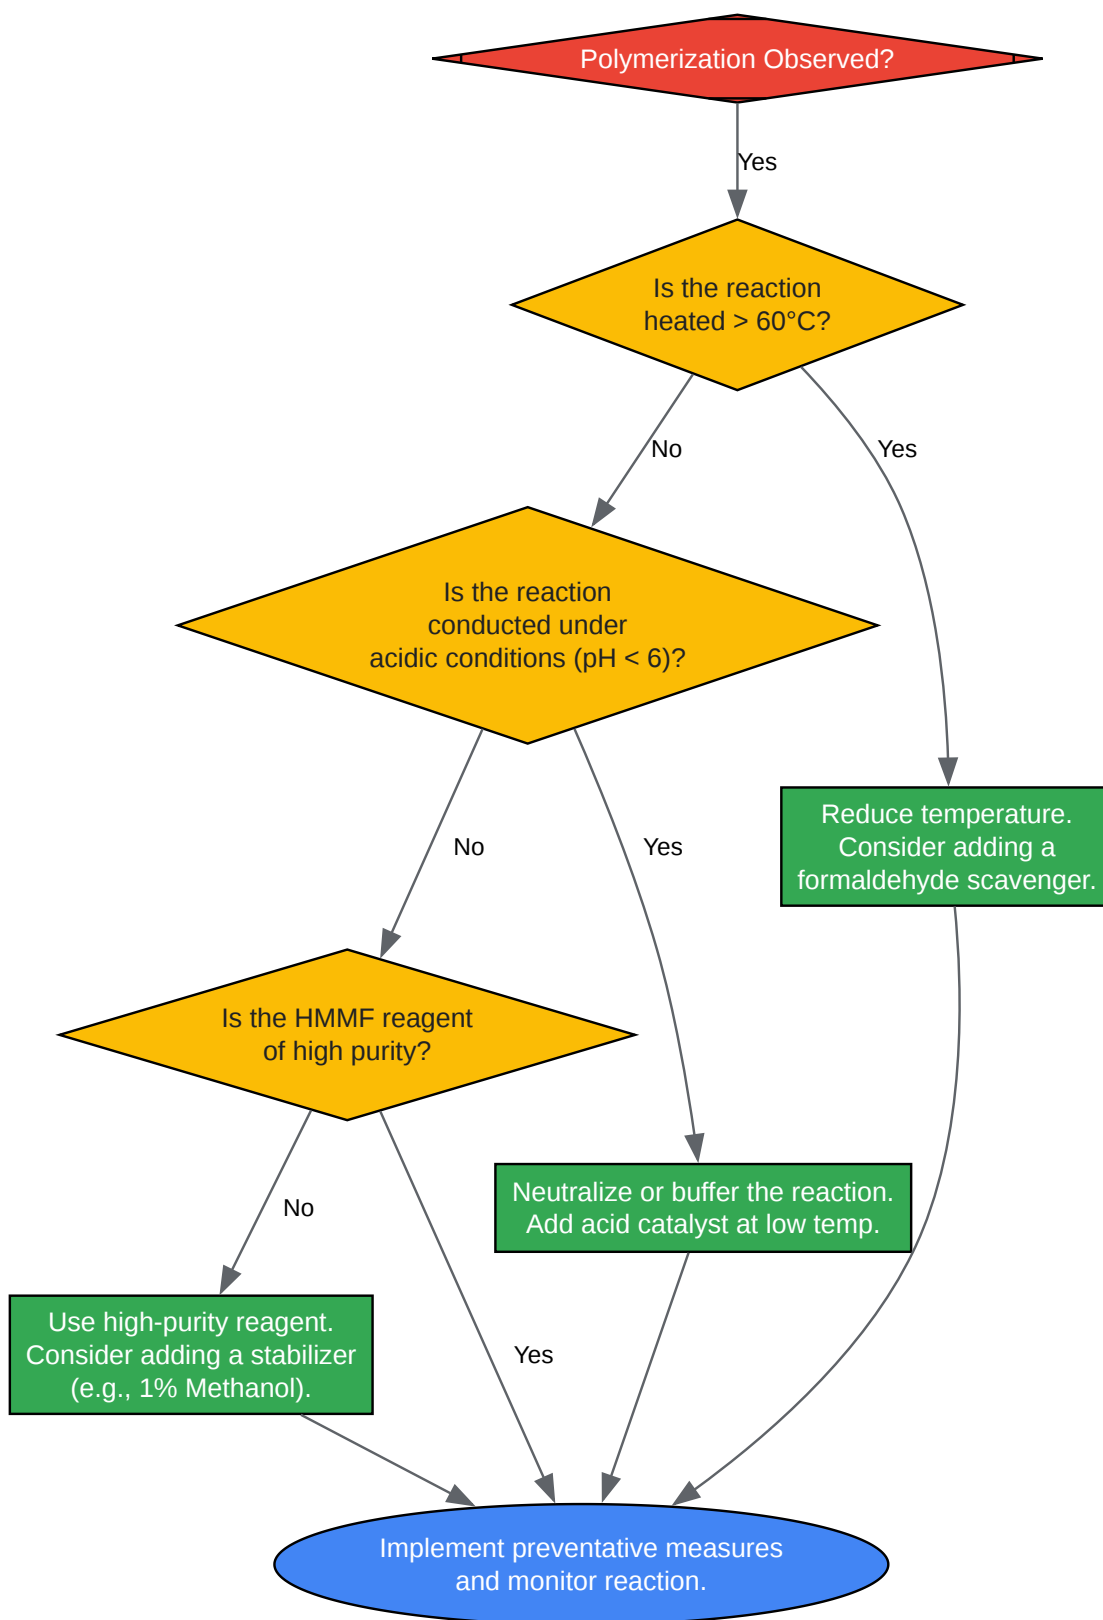 Polymerization Observed?
Yes
Is the reaction
heated > 60°C?
No
Yes
Is the reaction
conducted under
acidic conditions (pH < 6)?
No
Yes
Reduce temperature.
Consider adding a
formaldehyde scavenger.
Is the HMMF reagent
of high purity?
No
Yes
Neutralize or buffer the reaction.
Add acid catalyst at low temp.
Use high-purity reagent.
Consider adding a stabilizer
(e.g., 1% Methanol).
Implement preventative measures
and monitor reaction.